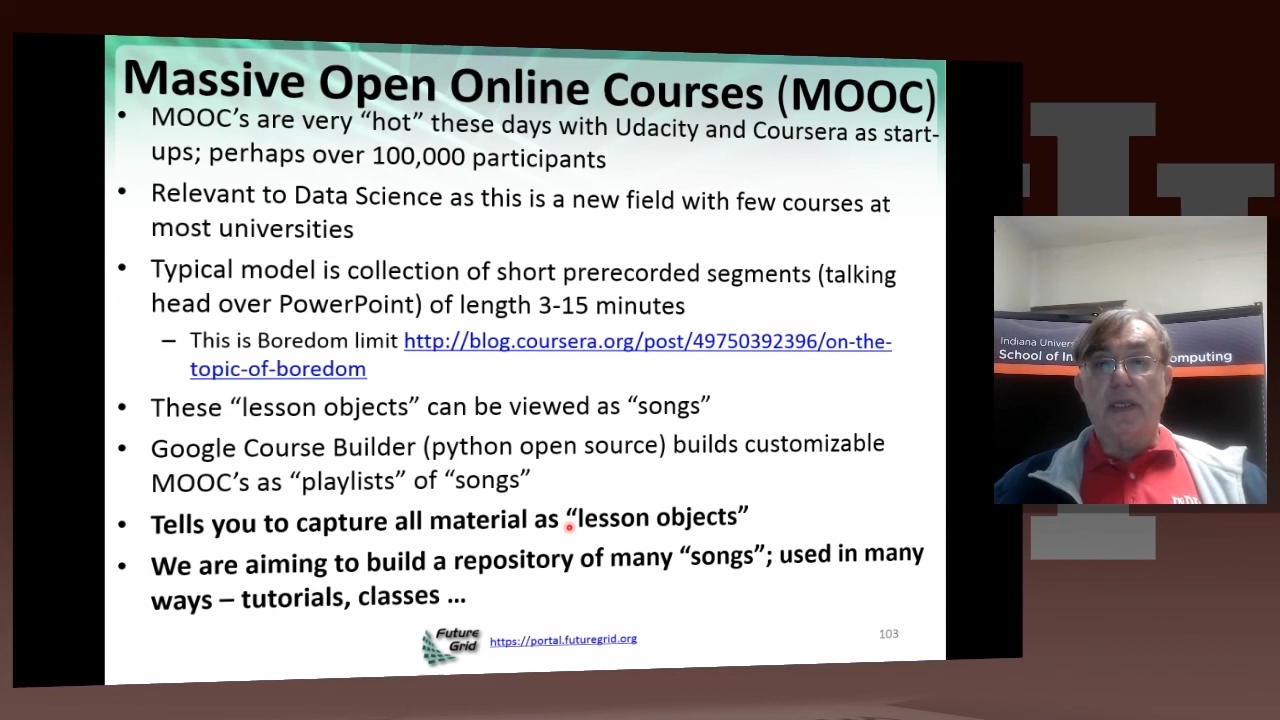 Massive Open Online Courses (MOOC)
• MOOC's are very “hot” these days with Udacity and Coursera as start-
ups; perhaps over 100,000 participants
• Relevant to Data Science as this is a new field with few courses at
most universities
• Typical model is collection of short prerecorded segments (talking
head over PowerPoint) of length 3-15 minutes
– This is Boredom limit http://blog.coursera.org/post/49750392396/on-the-
topic-of-boredom
• These “lesson objects” can be viewed as “songs”
• Google Course Builder (python open source) builds customizable
MOOC's as “playlists” of “songs”
• Tells you to capture all material as “lesson objects”
• We are aiming to build a repository of many “songs”; used in many
ways – tutorials, classes ...
Future
Grid
https://portal.futuregrid.org
103
Indiana Univers
School of In omputing